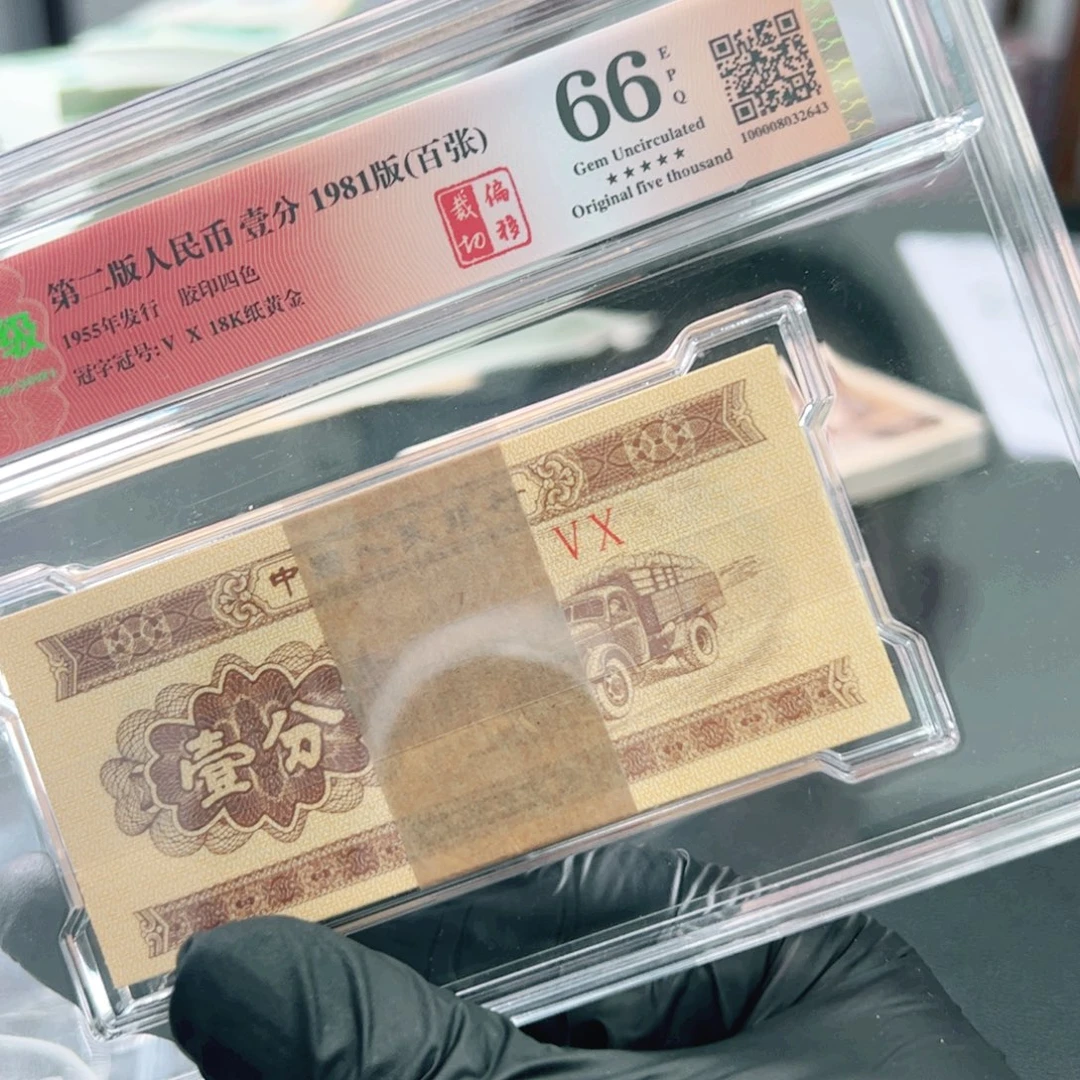 第二版人民币 壹分 1981版(百张)
1955年发行 胶印四色
冠字冠号:V X 18K纸黄金
级
裁切
偏移
66
EPQ
Gem Uncirculated
★★★★★
Original five thousand
100008032643
中
VX
壹分